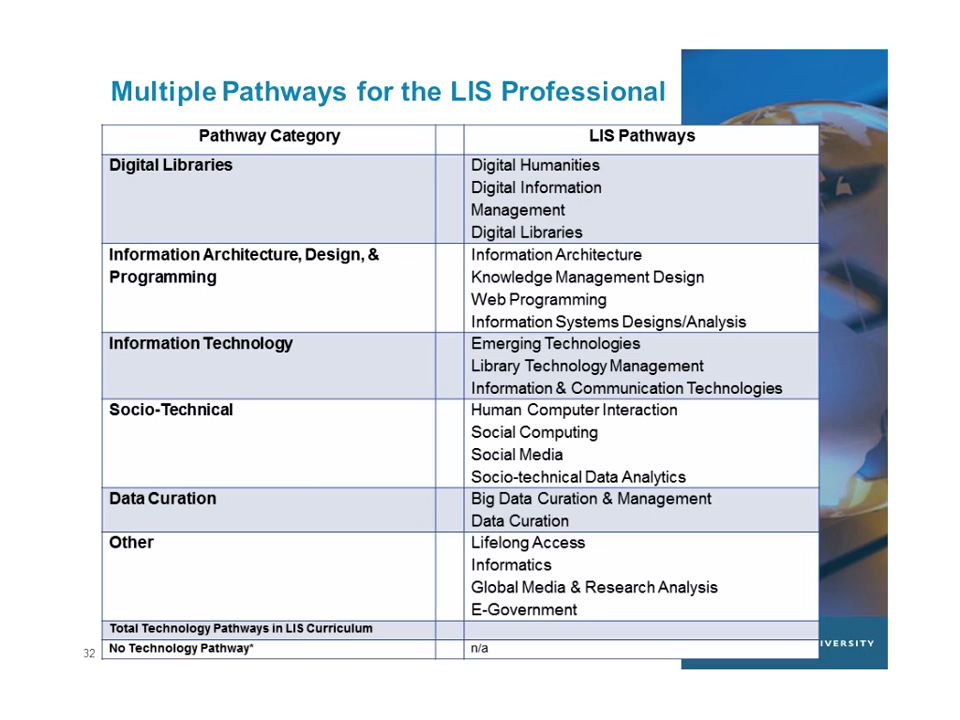 Multiple Pathways for the LIS Professional
Pathway Category
LIS Pathways
Digital Libraries
Digital Humanities
Digital Information
Management
Digital Libraries
Information Architecture, Design, &
Programming
Information Architecture
Knowledge Management Design
Web Programming
Information Systems Designs/Analysis
Information Technology
Emerging Technologies
Library Technology Management
Information & Communication Technologies
Socio-Technical
Human Computer Interaction
Social Computing
Social Media
Socio-technical Data Analytics
Data Curation
Big Data Curation & Management
Data Curation
Other
Lifelong Access
Informatics
Global Media & Research Analysis
E-Government
Total Technology Pathways in LIS Curriculum
No Technology Pathway*
n/a
32